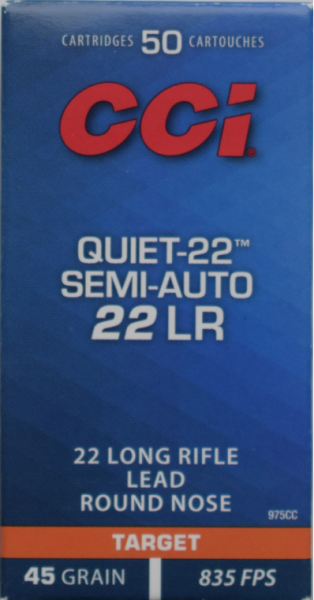 CARTRIDGES 50 CARTOUCHES
CCi
QUIET-22™
SEMI-AUTO
22 LR
22 LONG RIFLE
LEAD
ROUND NOSE
975CC
TARGET
45 GRAIN 835 FPS